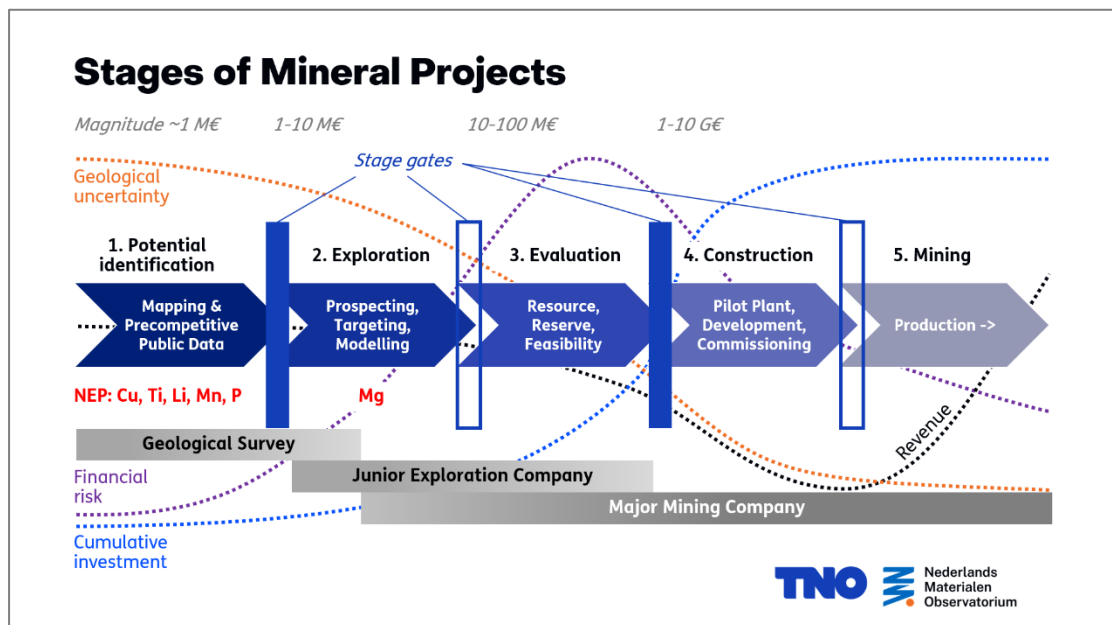 Stages of Mineral Projects
Magnitude ~1 M€
1-10 M€
10-100 M€
1-10 G€
Stage gates
Geological
uncertainty
1. Potential
identification
2. Exploration
3. Evaluation
4. Construction
5. Mining
Mapping &
Precompetitive
Public Data
Prospecting,
Targeting,
Modelling
Resource,
Reserve,
Feasibility
Pilot Plant,
Development,
Commissioning
Production ->
NEP: Cu, Ti, Li, Mn, P
Mg
Revenue
Geological Survey
Junior Exploration Company
Major Mining Company
Financial
risk
Cumulative
investment
TNO
Nederlands
Materialen
Observatorium